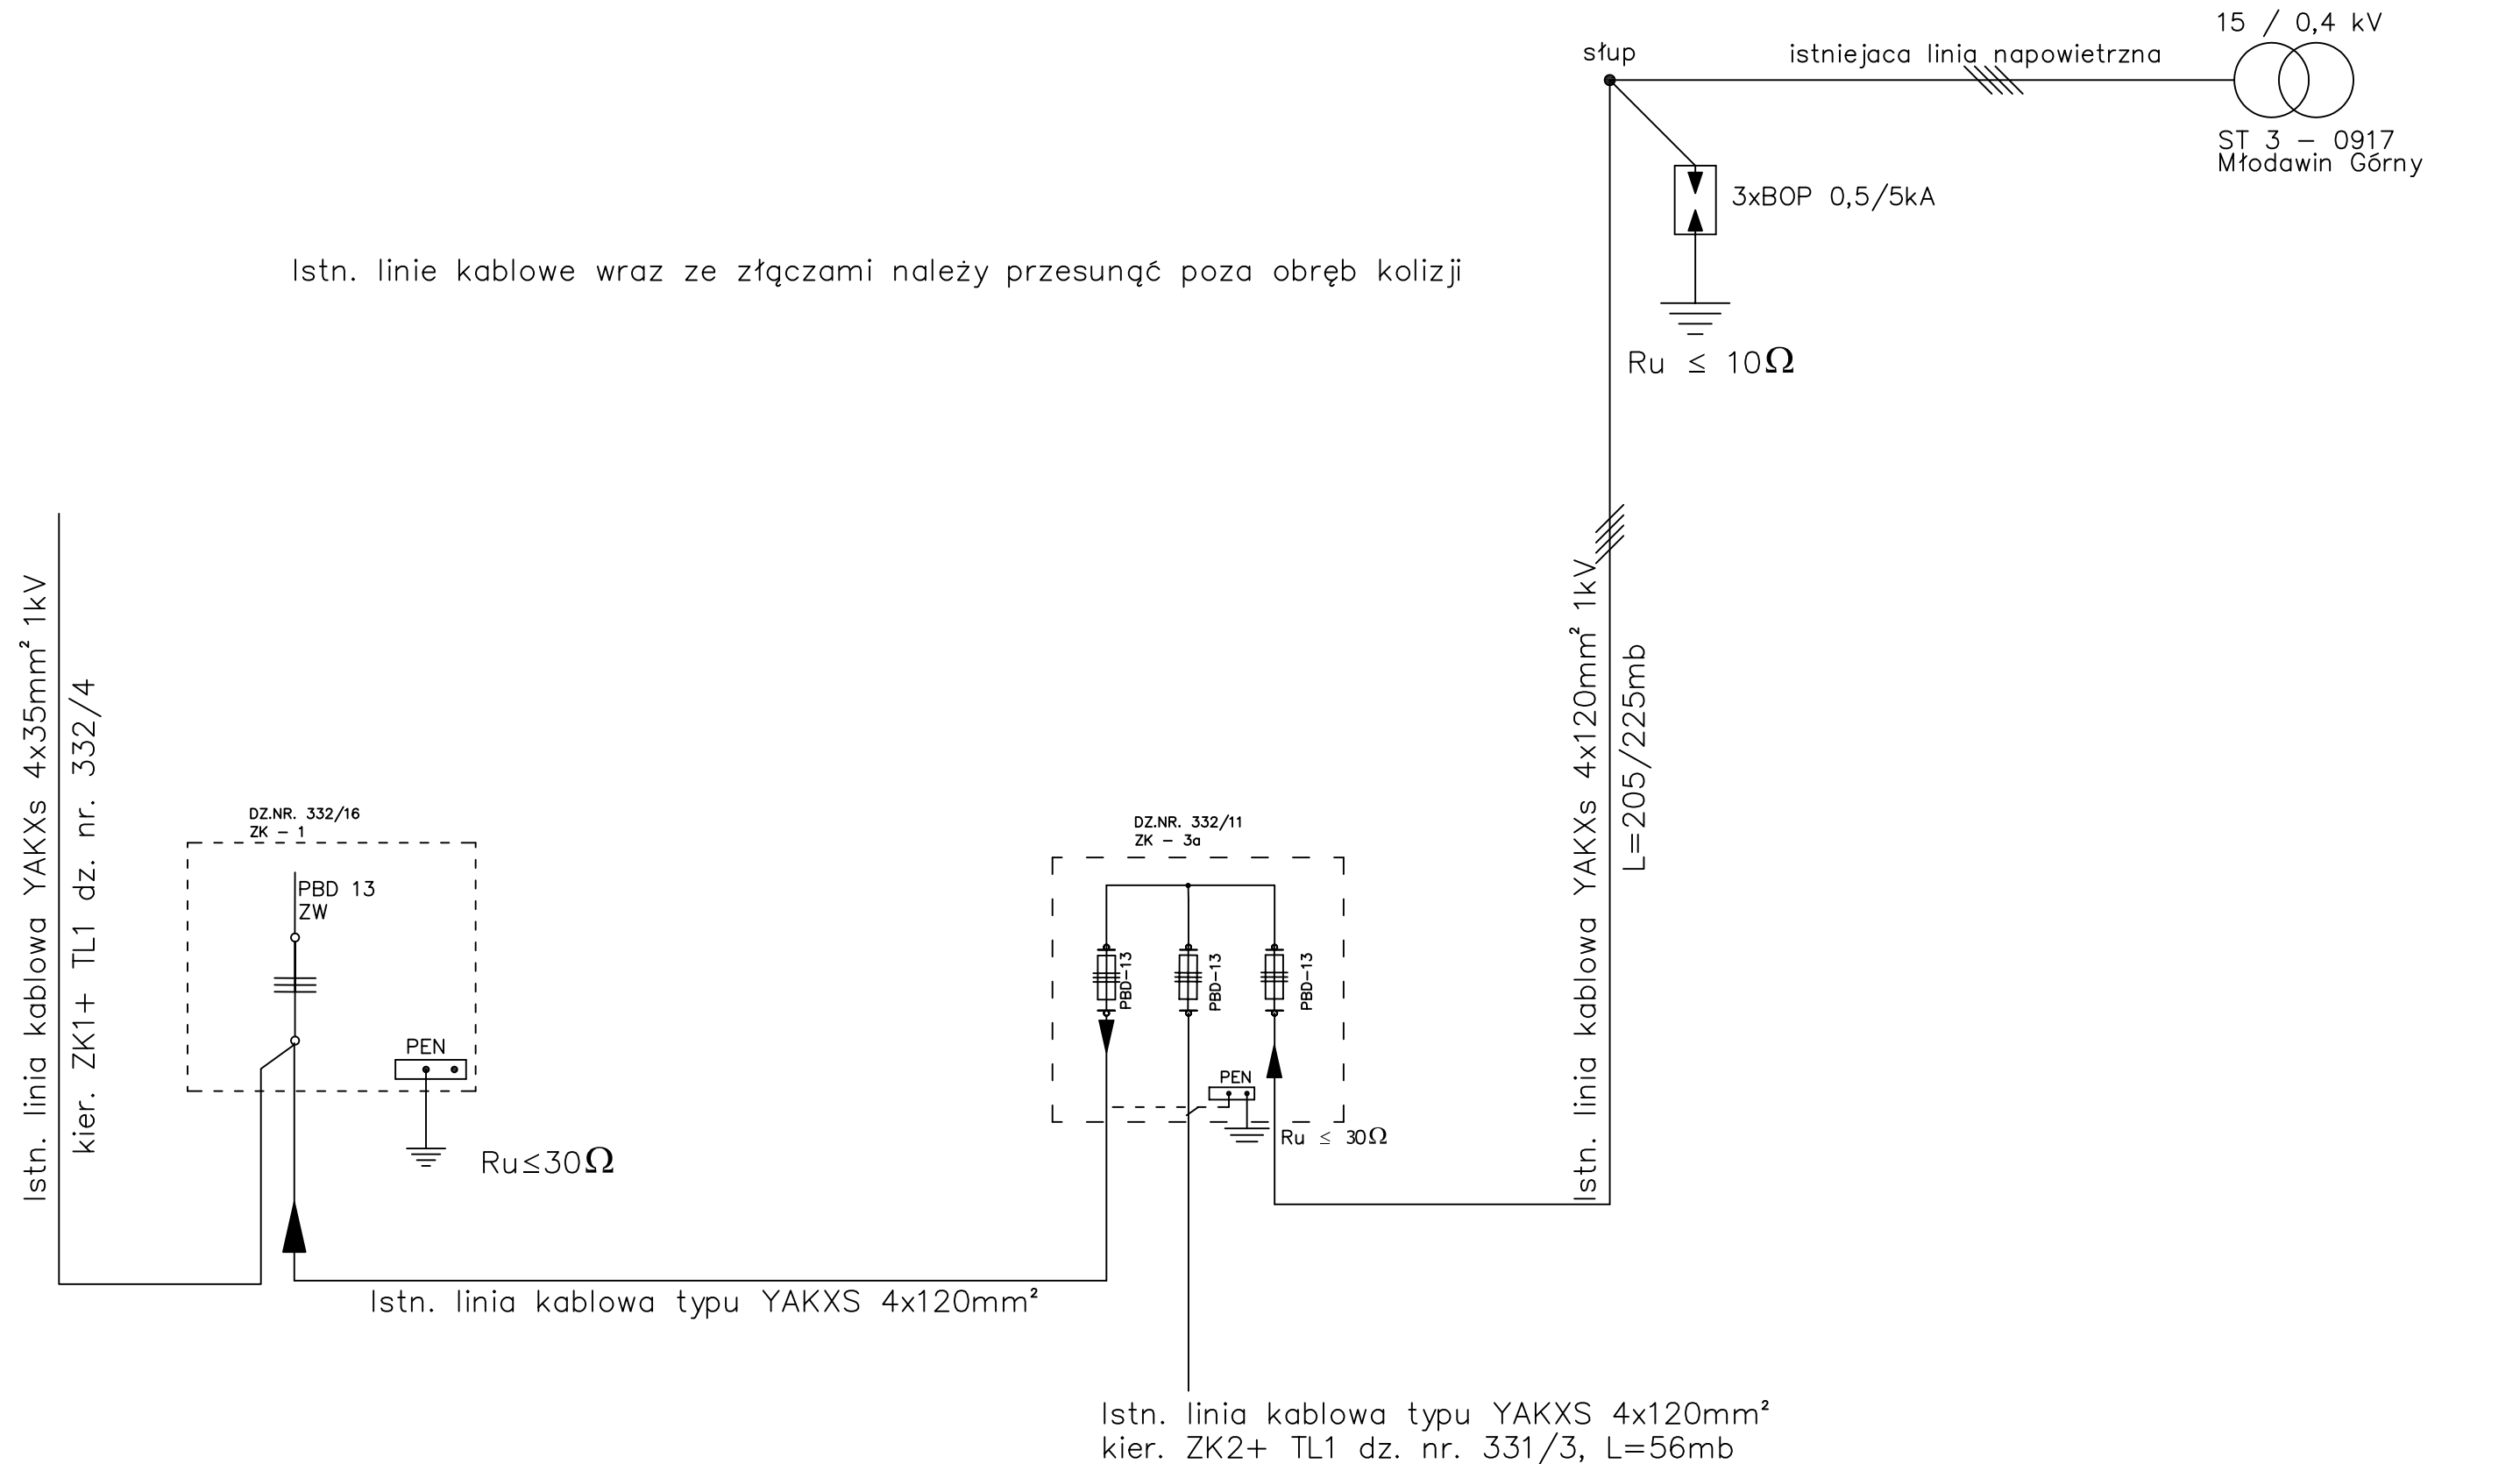 15 / 0,4 kV
słup
istniejaca linia napowietrzna
ST 3 - 0917
Młodawin Górny
3xBOP 0,5/5kA
Istn. linie kablowe wraz ze złączami należy przesunąć poza obręb kolizji
Ru ≤ 10Ω
Istn. linia kablowa YAKXs 4x35mm² 1kV
kier. ZK1+ TL1 dz. nr. 332/4
DZ.NR. 332/16
ZK - 1
PBD 13
ZW
PEN
Ru≤30Ω
DZ.NR. 332/11
ZK - 3a
PBD-13
PBD-13
PBD-13
PEN
Ru ≤ 30Ω
Istn. linia kablowa YAKXs 4x120mm² 1kV
L=205/225mb
Istn. linia kablowa typu YAKXS 4x120mm²
Istn. linia kablowa typu YAKXS 4x120mm²
kier. ZK2+ TL1 dz. nr. 331/3, L=56mb